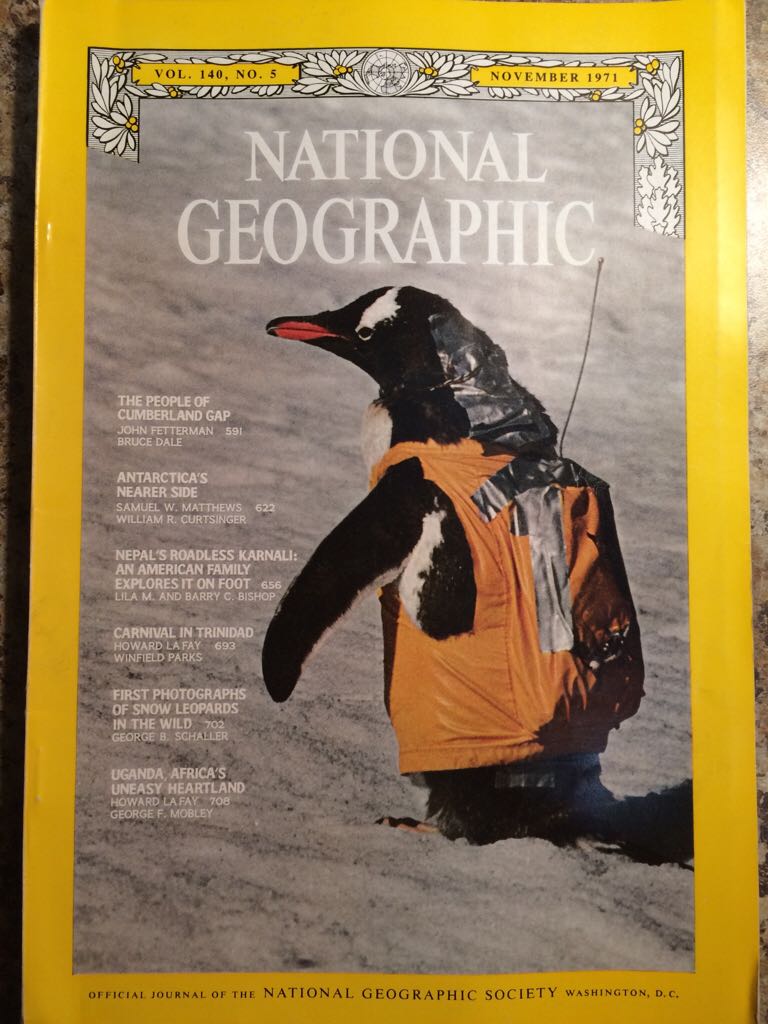 VOL. 140, NO. 5
NOVEMBER 1971
NATIONAL
GEOGRAPHIC
THE PEOPLE OF
CUMBERLAND GAP
JOHN FETTERMAN 591
BRUCE DALE
ANTARCTICA'S
NEARER SIDE
SAMUEL W. MATTHEWS 622
WILLIAM R. CURTSINGER
NEPAL'S ROADLESS KARNALI:
AN AMERICAN FAMILY
EXPLORES IT ON FOOT 656
LILA M. AND BARRY C. BISHOP
CARNIVAL IN TRINIDAD
HOWARD LA FAY 693
WINFIELD PARKS
FIRST PHOTOGRAPHS
OF SNOW LEOPARDS
IN THE WILD 702
GEORGE B. SCHALLER
UGANDA, AFRICA'S
UNEASY HEARTLAND
HOWARD LA FAY 708
GEORGE F. MOBLEY
OFFICIAL JOURNAL OF THE NATIONAL GEOGRAPHIC SOCIETY WASHINGTON, D.C.